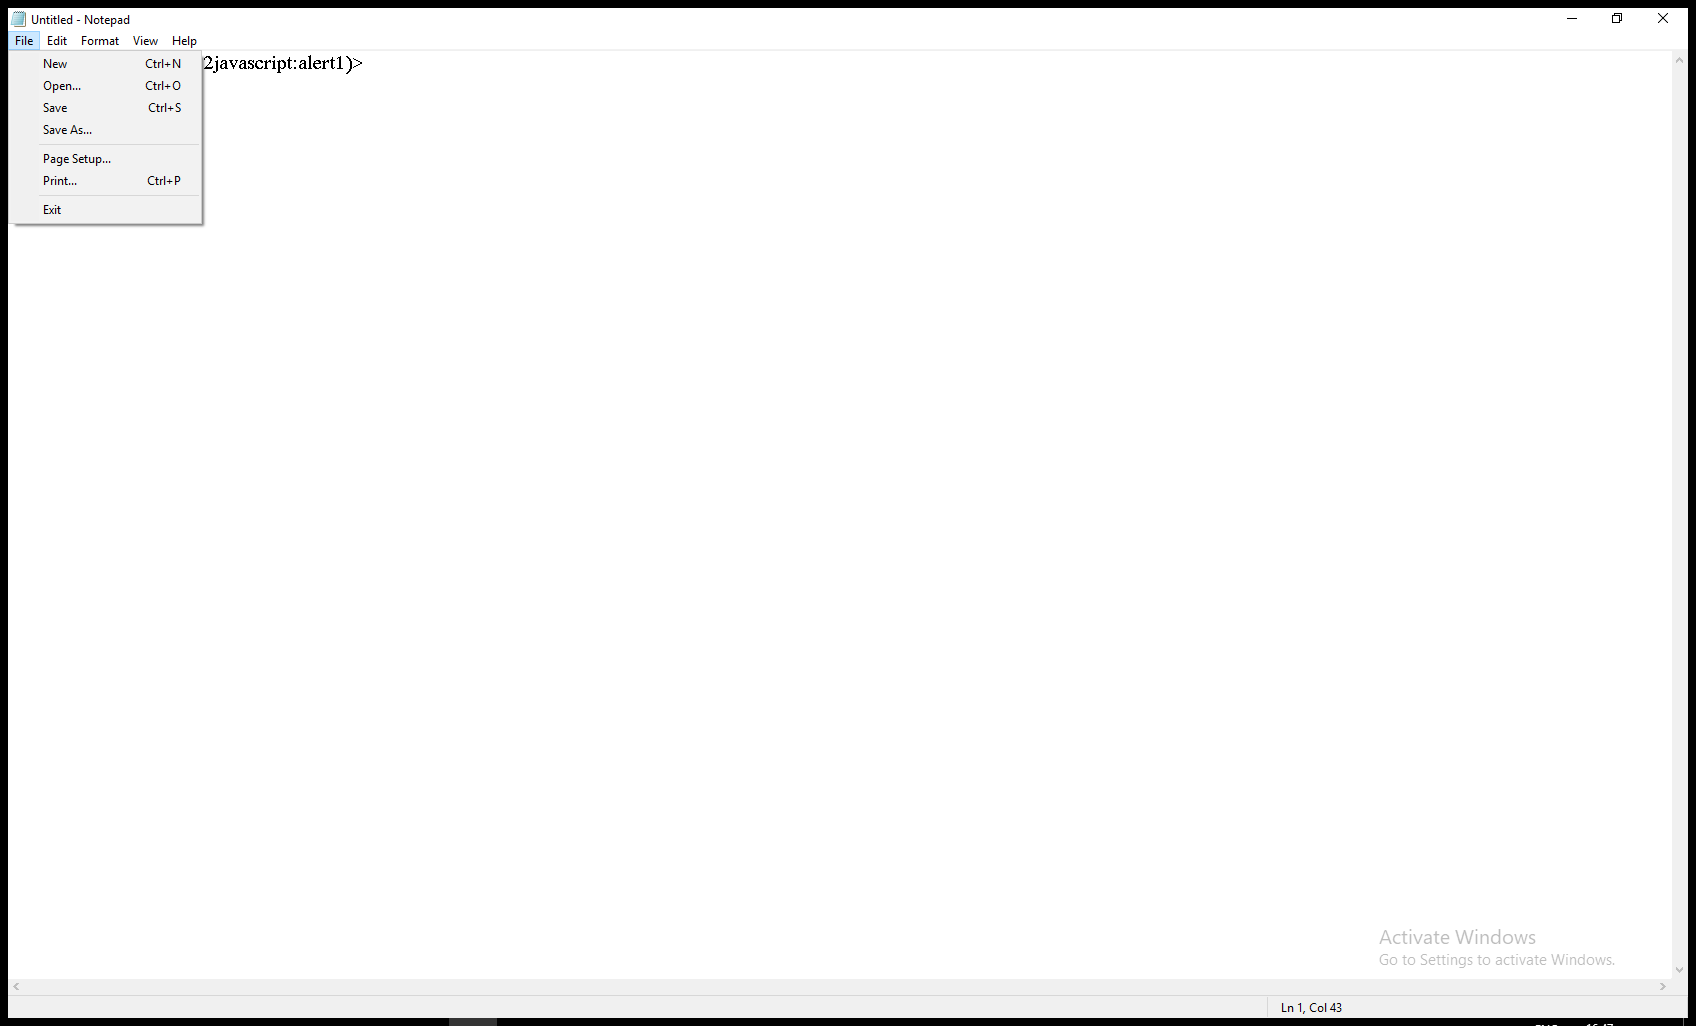 Untitled - Notepad
File Edit Format View Help
2javascript:alert1)>
New Ctrl+N
Open... Ctrl+O
Save Ctrl+S
Save As...
Page Setup...
Print... Ctrl+P
Exit
Activate Windows
Go to Settings to activate Windows.
Ln 1, Col 43